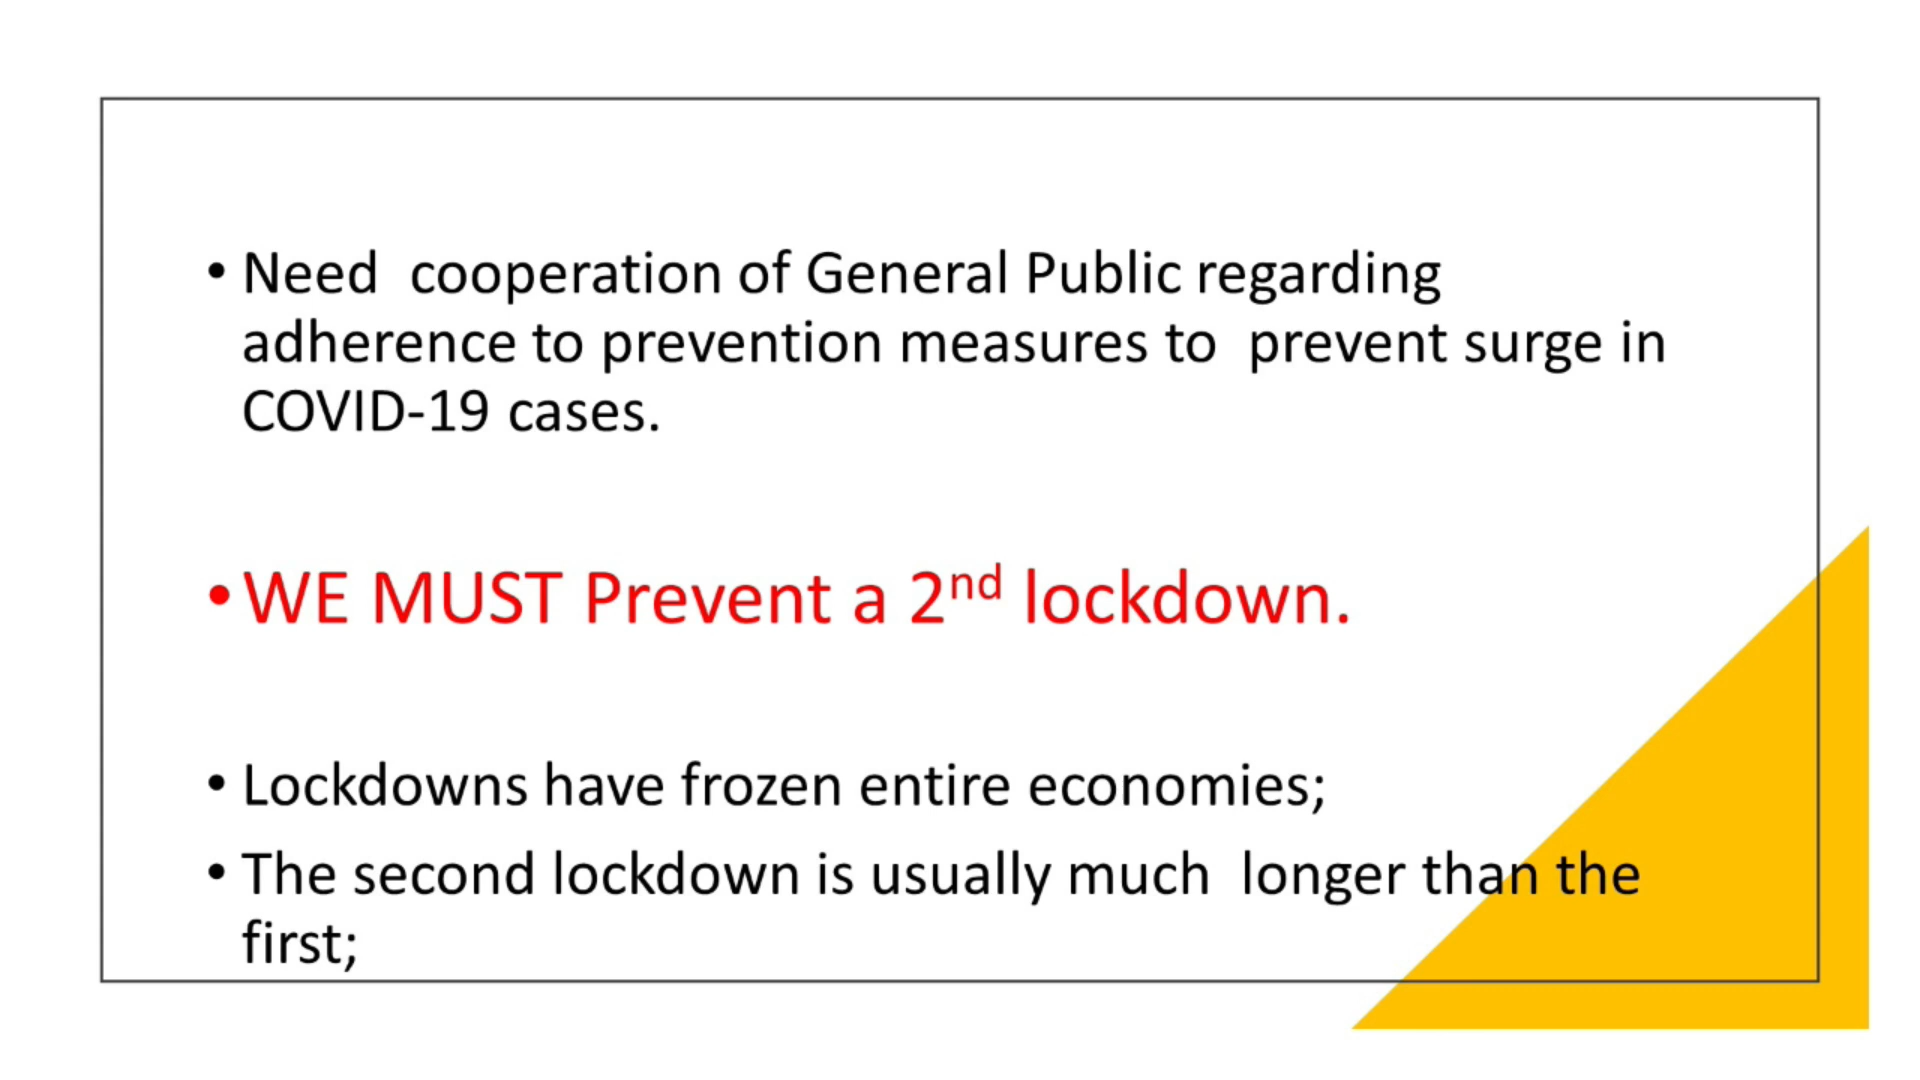 • Need  cooperation of General Public regarding
adherence to prevention measures to  prevent surge in
COVID-19 cases.
• WE MUST Prevent a 2nd lockdown.
• Lockdowns have frozen entire economies;
• The second lockdown is usually much  longer than the
first;